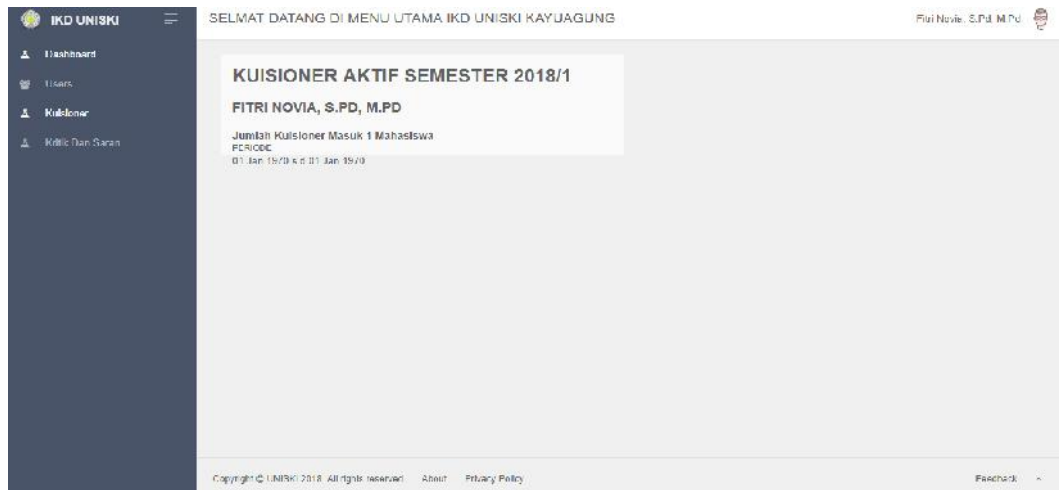 IKD UNISKI
SELMAT DATANG DI MENU UTAMA IKD UNISKI KAYUAGUNG
Fitri Novia, S.Pd, M.Pd
Dashboard
Users
Kuisioner
Kritik Dan Saran
KUISIONER AKTIF SEMESTER 2018/1
FITRI NOVIA, S.PD, M.PD
Jumlah Kuisioner Masuk 1 Mahasiswa
PERIODE
01 Jan 1970 s.d 01 Jan 1970
Copyright © UNISKI 2018. All rights reserved. About Privacy Policy
Feedback